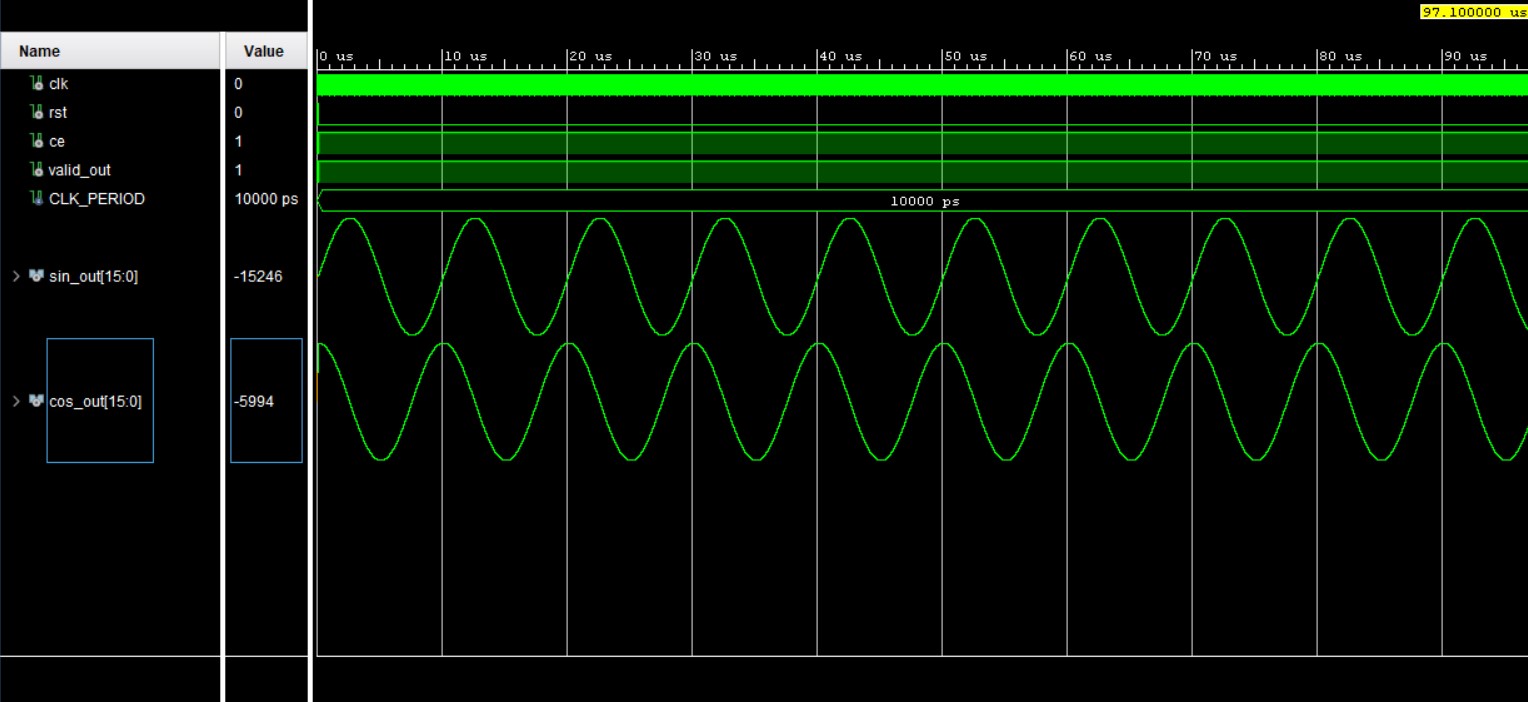 97.100000 us
Name Value
0 us 10 us 20 us 30 us 40 us 50 us 60 us 70 us 80 us 90 us
clk 0
rst 0
ce 1
valid_out 1
CLK_PERIOD 10000 ps 10000 ps
sin_out[15:0] -15246
cos_out[15:0] -5994